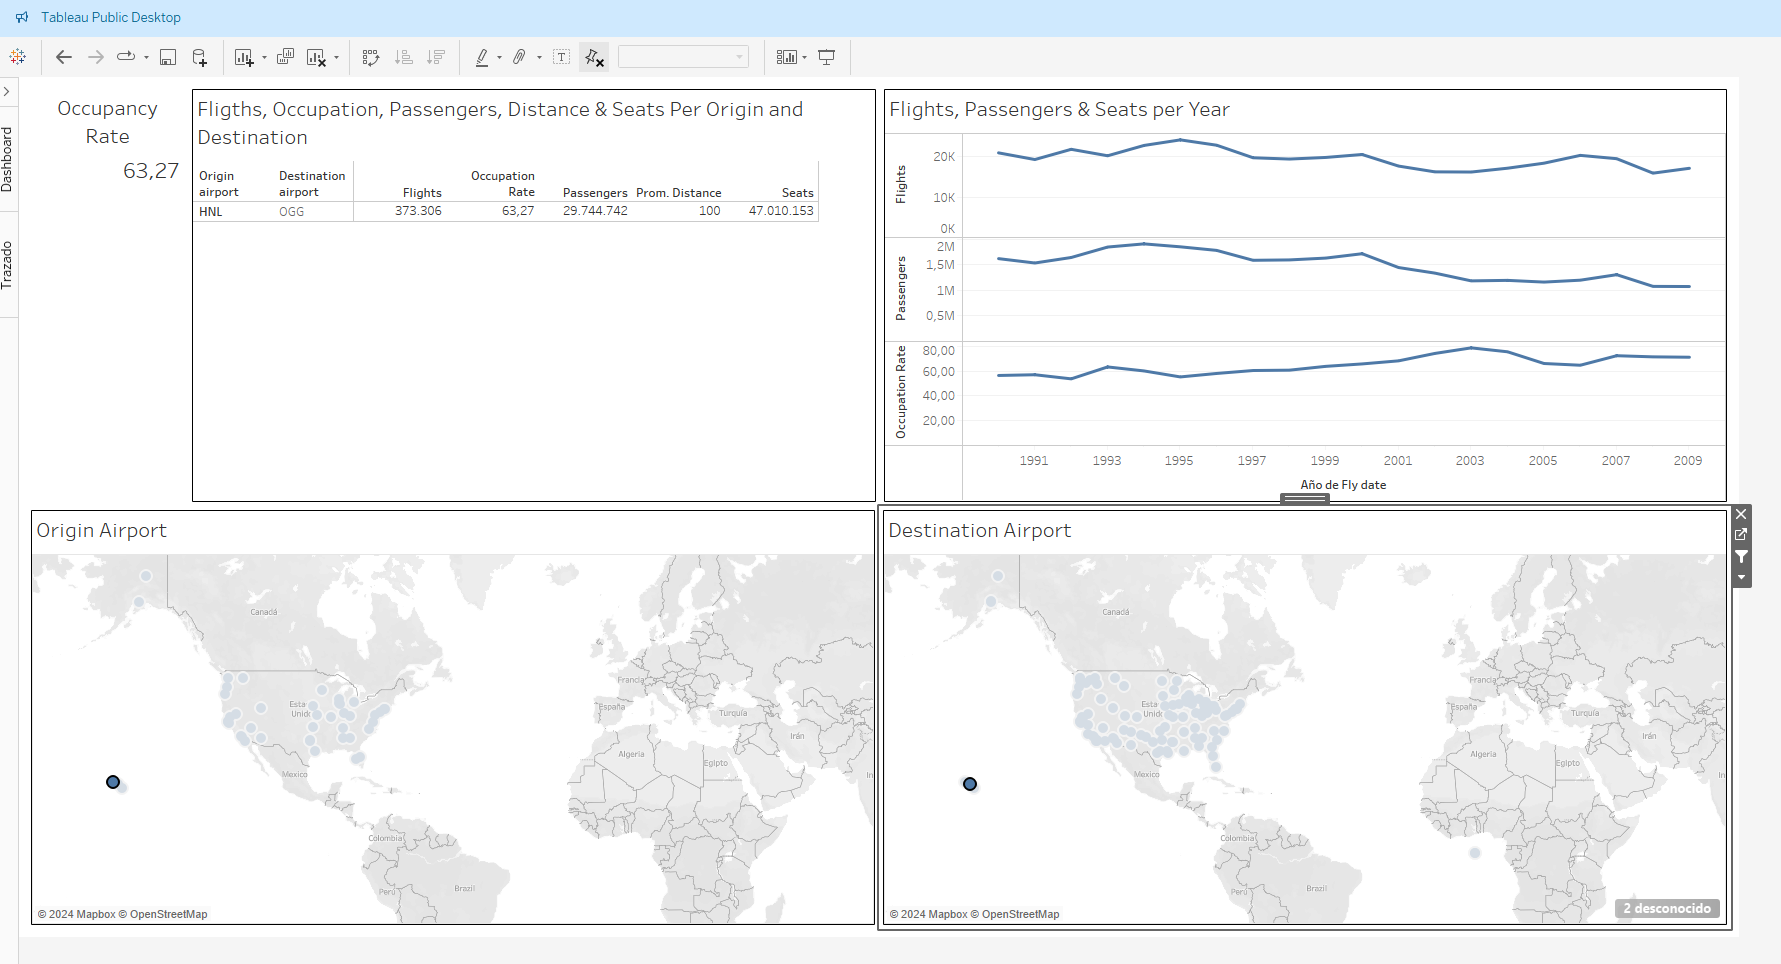 Tableau Public Desktop
Dashboard
Trazado
Occupancy
Rate
63,27
Fligths, Occupation, Passengers, Distance & Seats Per Origin and
Destination
Origin
airport
Destination
airport
Flights
Occupation
Rate
Passengers
Prom. Distance
Seats
HNL
OGG
373.306
63,27
29.744.742
100
47.010.153
Flights, Passengers & Seats per Year
Flights
20K
10K
0K
Passengers
2M
1,5M
1M
0,5M
Occupation Rate
80,00
60,00
40,00
20,00
1991
1993
1995
1997
1999
2001
2003
2005
2007
2009
Año de Fly date
Origin Airport
Canadá
Esta
Unido
México
Colombia
Perú
Brazil
Francia
España
Turquía
Irán
Algeria
Egipto
In
© 2024 Mapbox © OpenStreetMap
Destination Airport
Canadá
Esta
Unido
México
Colombia
Perú
Brazil
Francia
España
Turquía
Irán
Algeria
Egipto
© 2024 Mapbox © OpenStreetMap
2 desconocido